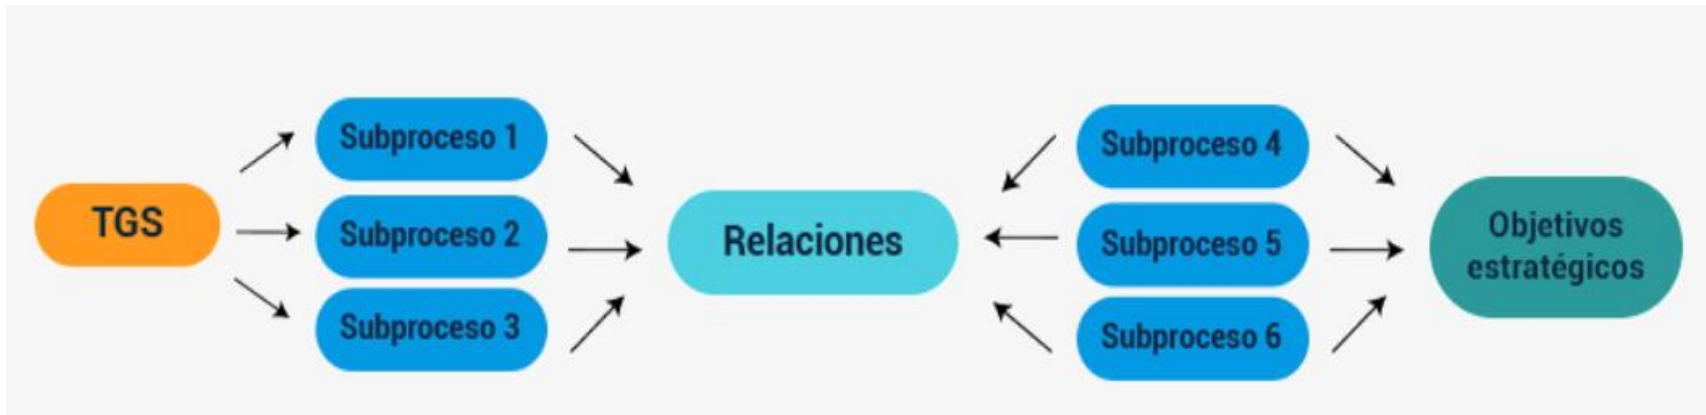 TGS
Subproceso 1
Subproceso 2
Subproceso 3
Relaciones
Subproceso 4
Subproceso 5
Subproceso 6
Objetivos
estratégicos